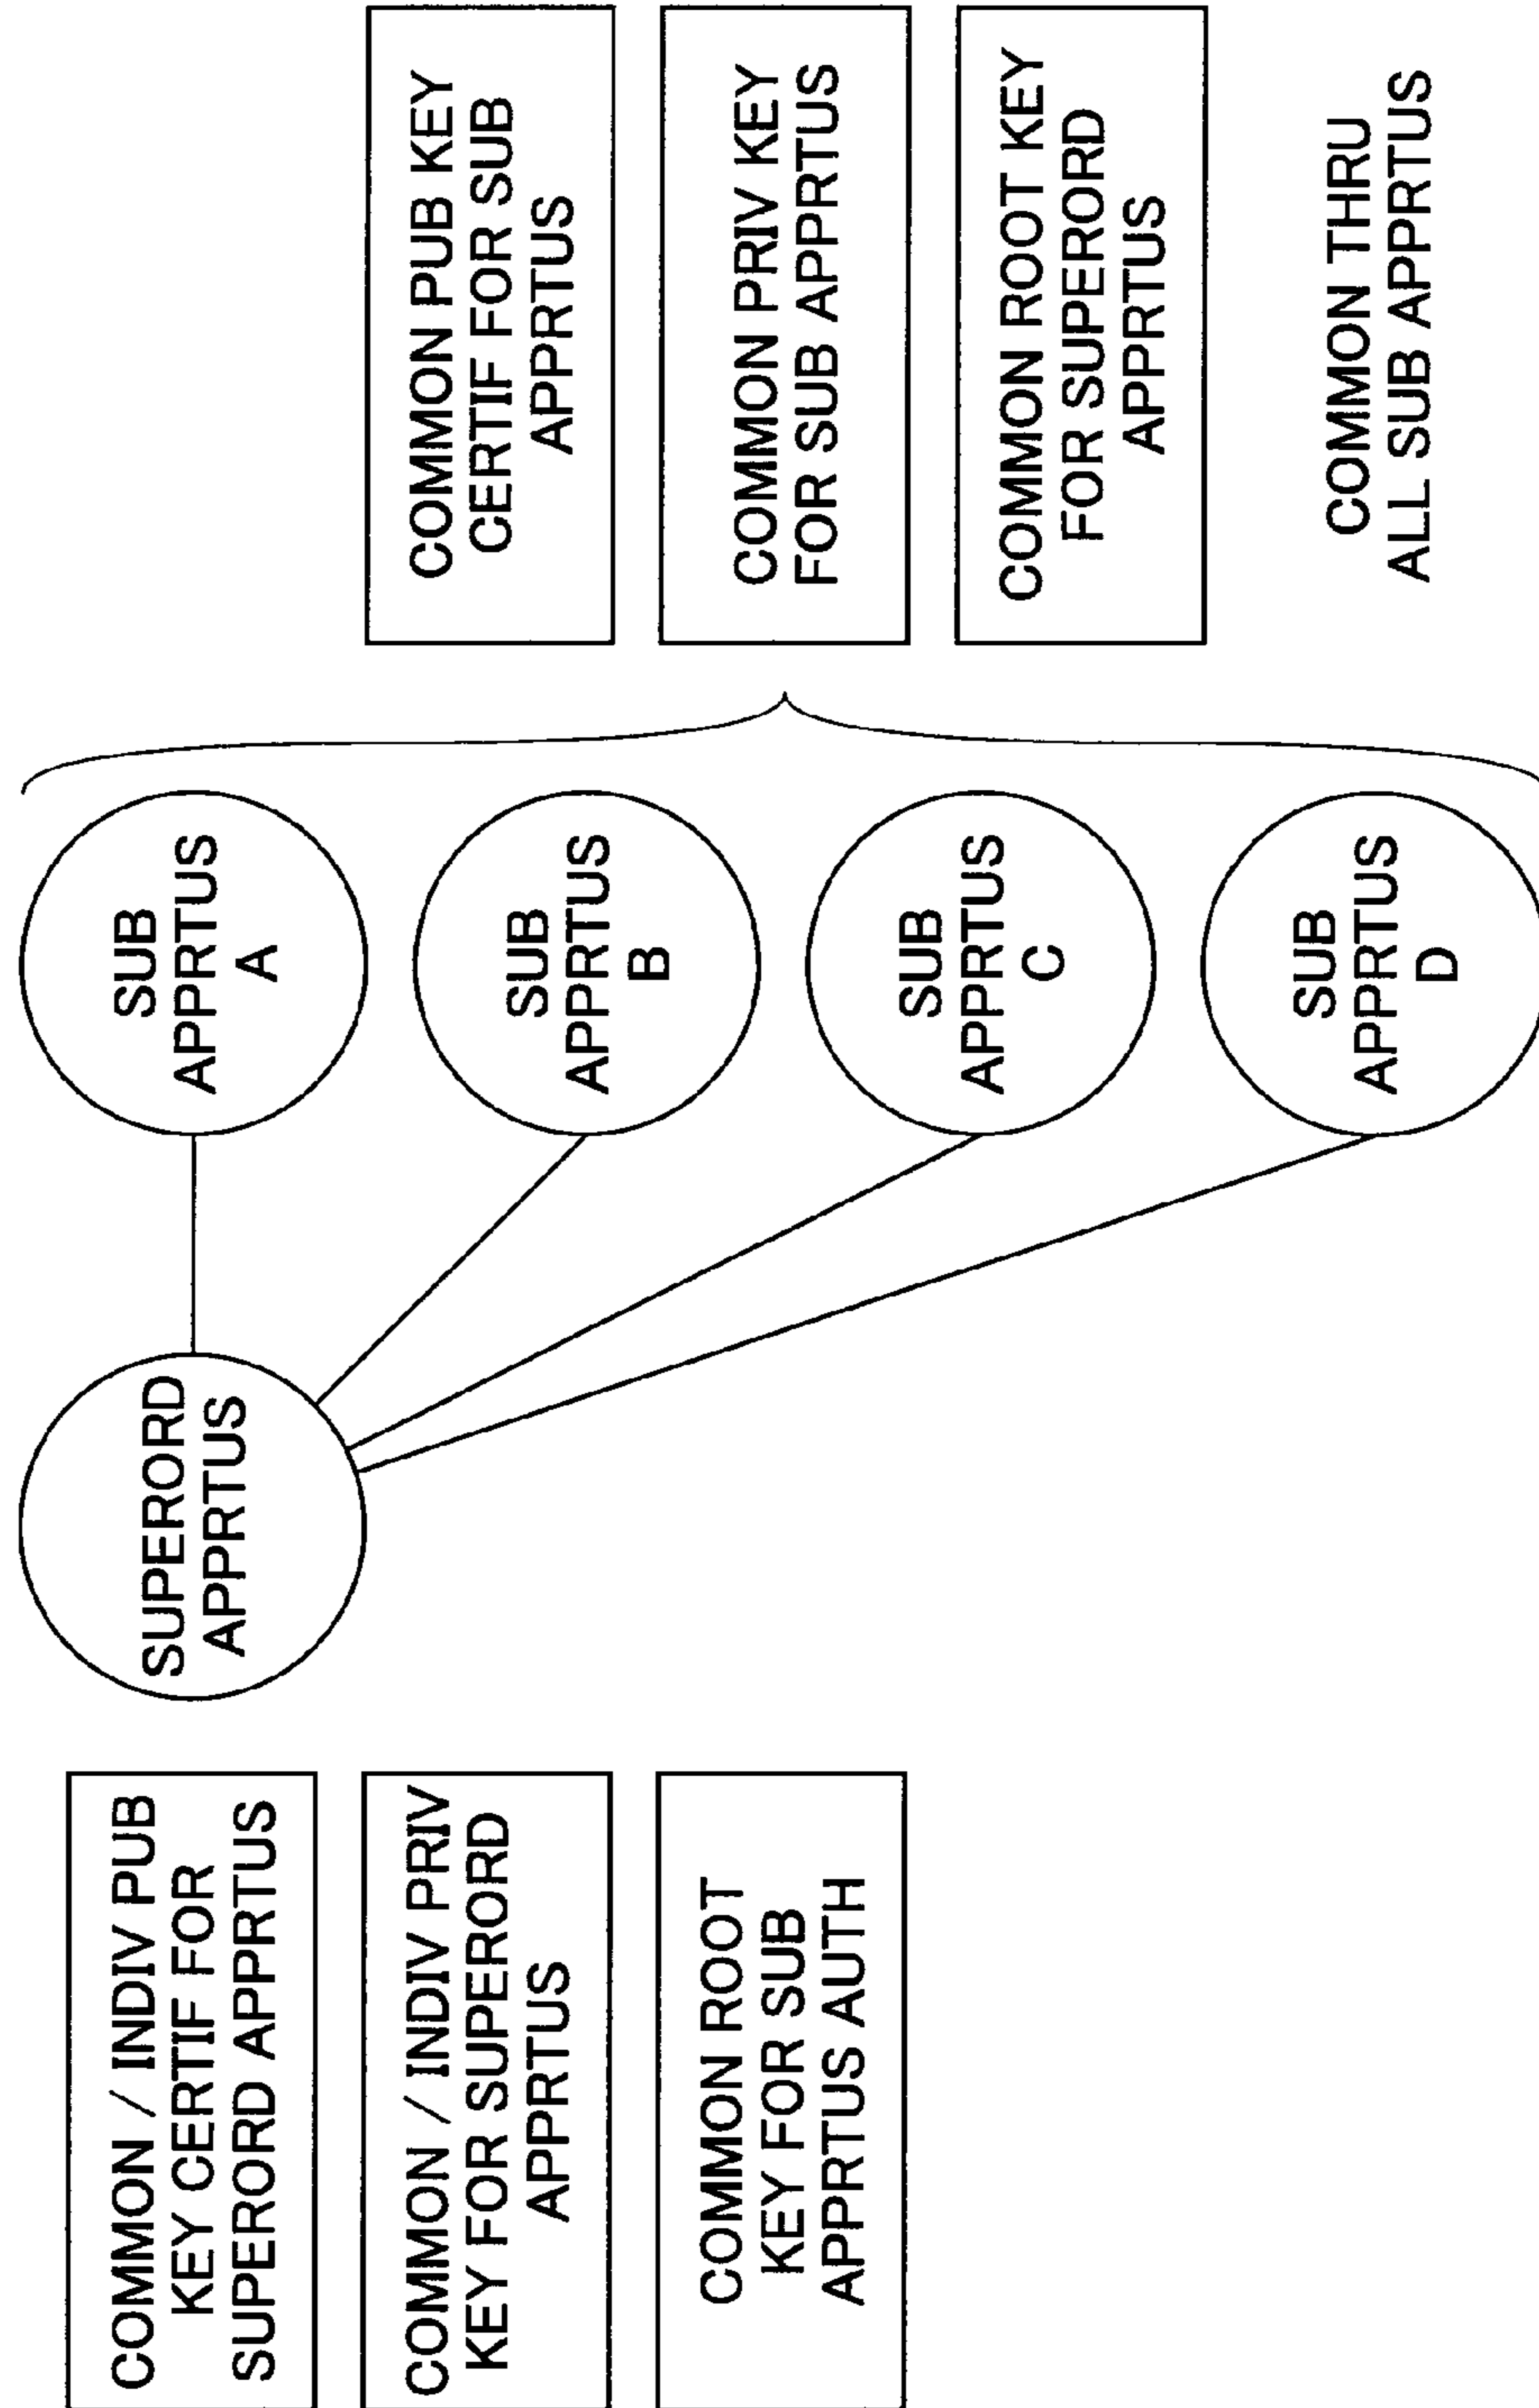 COMMON / INDIV PUB
KEY CERTIF FOR
SUPERORD APPRTUS
COMMON / INDIV PRIV
KEY FOR SUPERORD
APPRTUS
COMMON ROOT
KEY FOR SUB
APPRTUS AUTH
SUPERORD
APPRTUS
SUB
APPRTUS
A
SUB
APPRTUS
B
SUB
APPRTUS
C
SUB
APPRTUS
D
COMMON PUB KEY
CERTIF FOR SUB
APPRTUS
COMMON PRIV KEY
FOR SUB APPRTUS
COMMON ROOT KEY
FOR SUPERORD
APPRTUS
COMMON THRU
ALL SUB APPRTUS